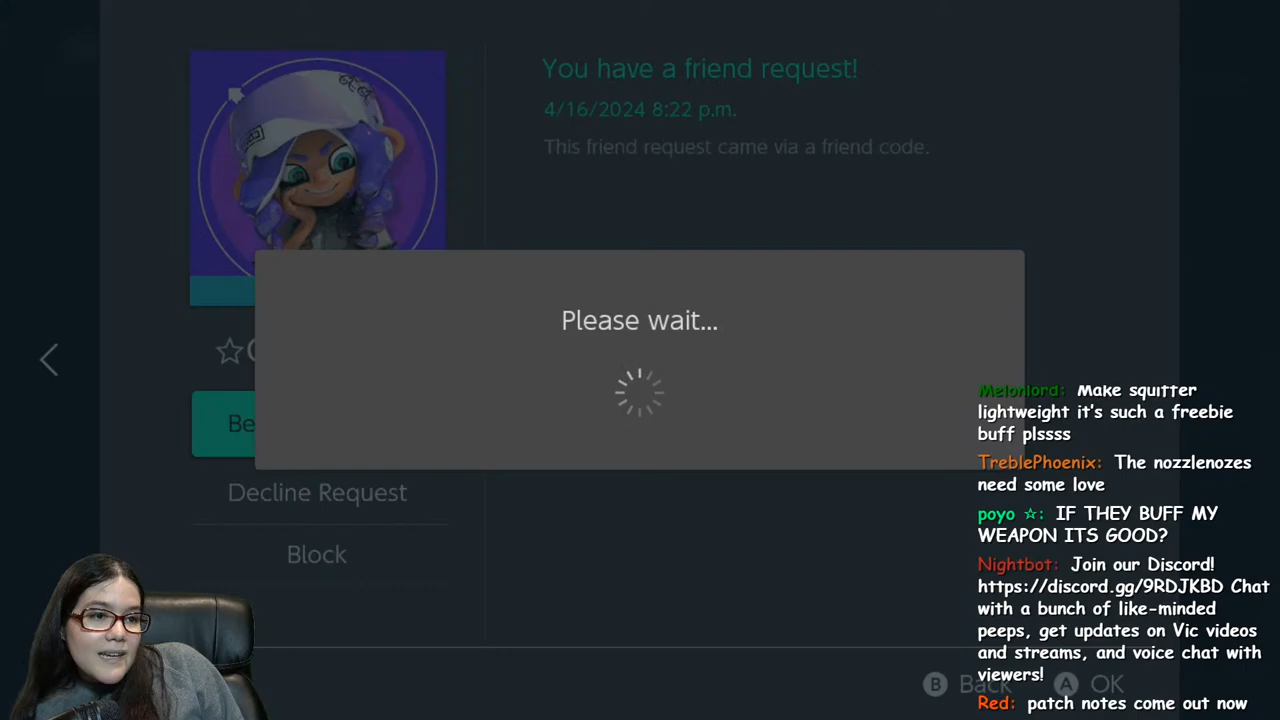 You have a friend request!
4/16/2024 8:22 p.m.
This friend request came via a friend code.
Please wait...
Be
Decline Request
Block
Melonlord: Make squitter
lightweight it's such a freebie
buff plssss
TreblePhoenix: The nozzlenozes
need some love
poyo ☆: IF THEY BUFF MY
WEAPON ITS GOOD?
Nightbot: Join our Discord!
https://discord.gg/9RDJKBD Chat
with a bunch of like-minded
peeps, get updates on Vic videos
and streams, and voice chat with
viewers!
Red: patch notes come out now
B Back A OK